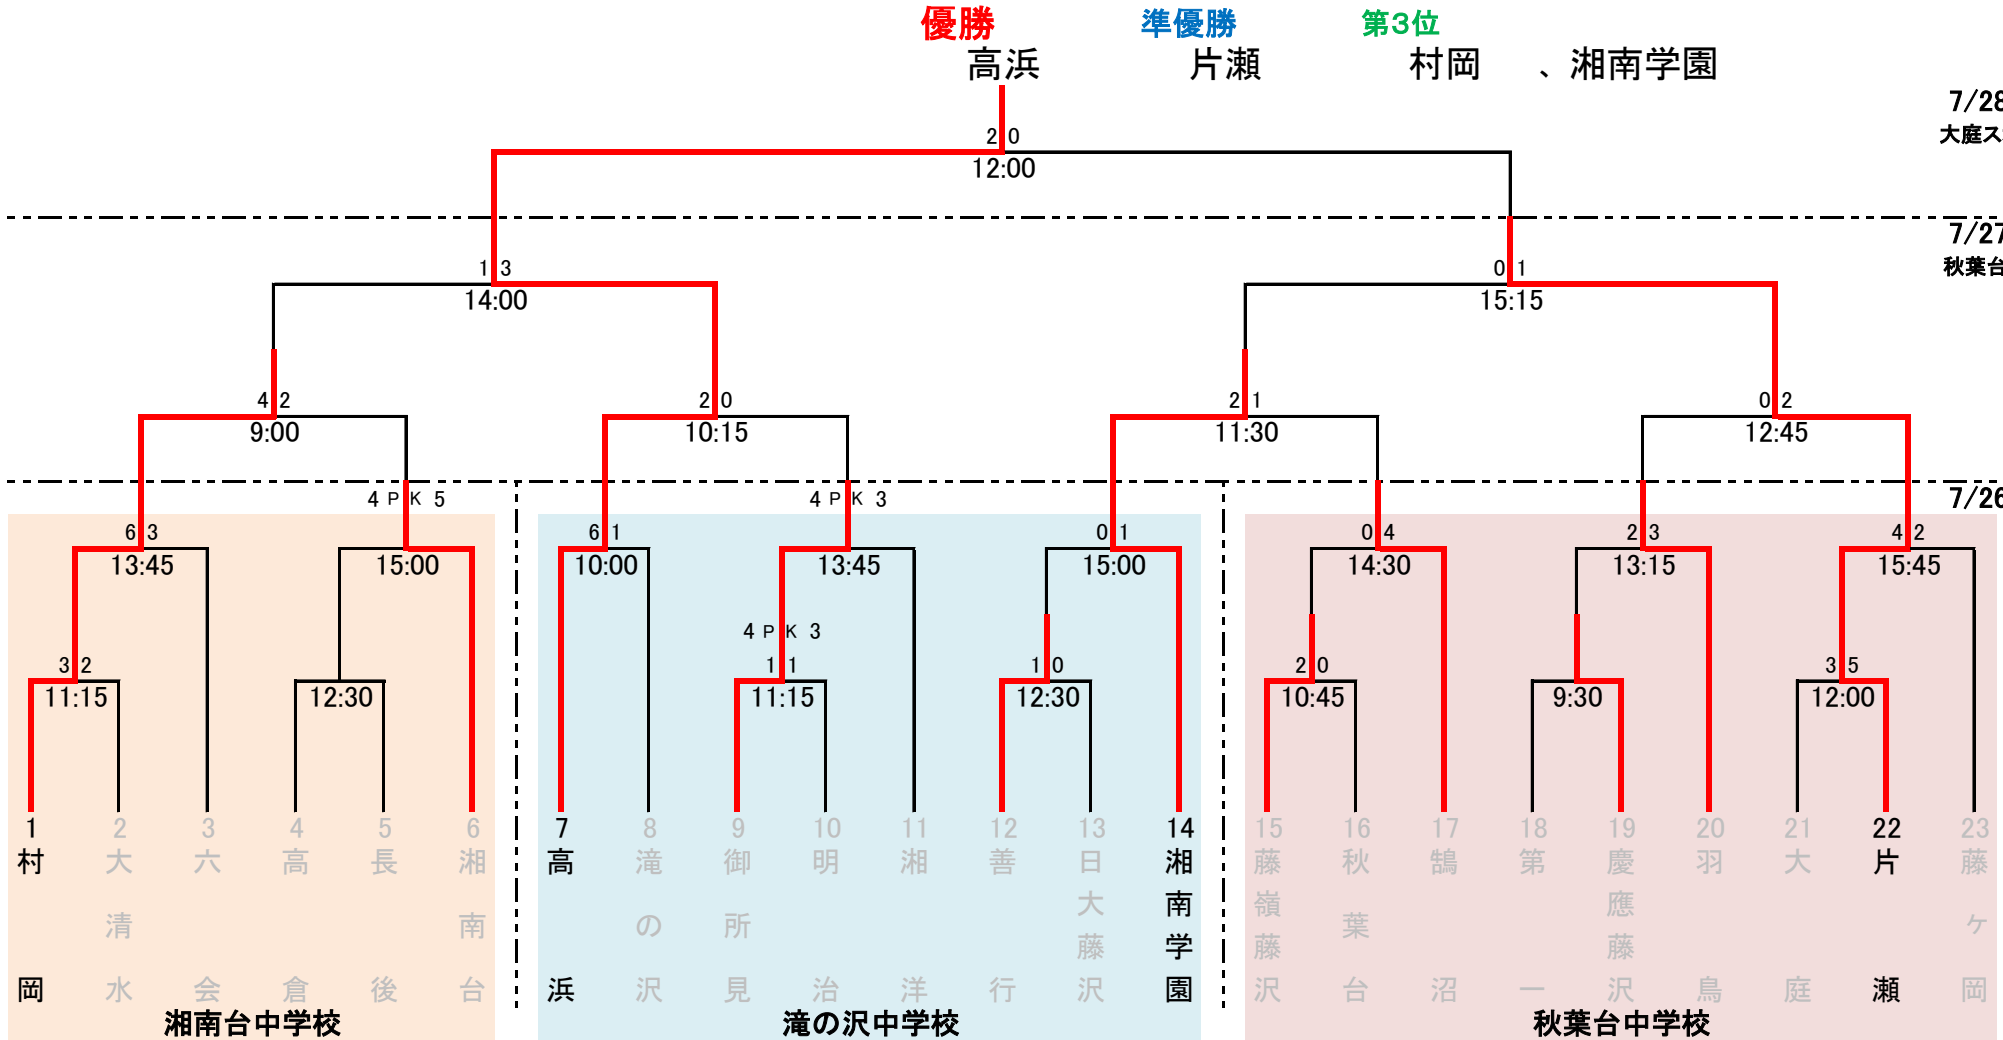 優勝 準優勝 第3位
高浜 片瀬 村岡 、湘南学園
7/28
2 0
大庭ス
12:00
7/27
1 3 0 1
秋葉台
14:00 15:15
4 2 2 0 2 1 0 2
9:00 10:15 11:30 12:45
4 P K 5 4 P K 3 7/26
6 3 6 1 0 1 0 4 2 3 4 2
13:45 15:00 10:00 13:45 15:00 14:30 13:15 15:45
4 P K 3
3 2 1 1 1 0 2 0 3 5
11:15 12:30 11:15 12:30 10:45 9:30 12:00
1 2 3 4 5 6 7 8 9 10 11 12 13 14 15 16 17 18 19 20 21 22 23
村岡
大清水
六会
高倉
長後
湘南台
高浜
滝の沢
御所見
明治
湘洋
善行
日大藤沢
湘南学園
藤嶺藤沢
秋葉台
鵠沼
第一
慶應藤沢
羽鳥
大庭
片瀬
藤ヶ岡
湘南台中学校 滝の沢中学校 秋葉台中学校